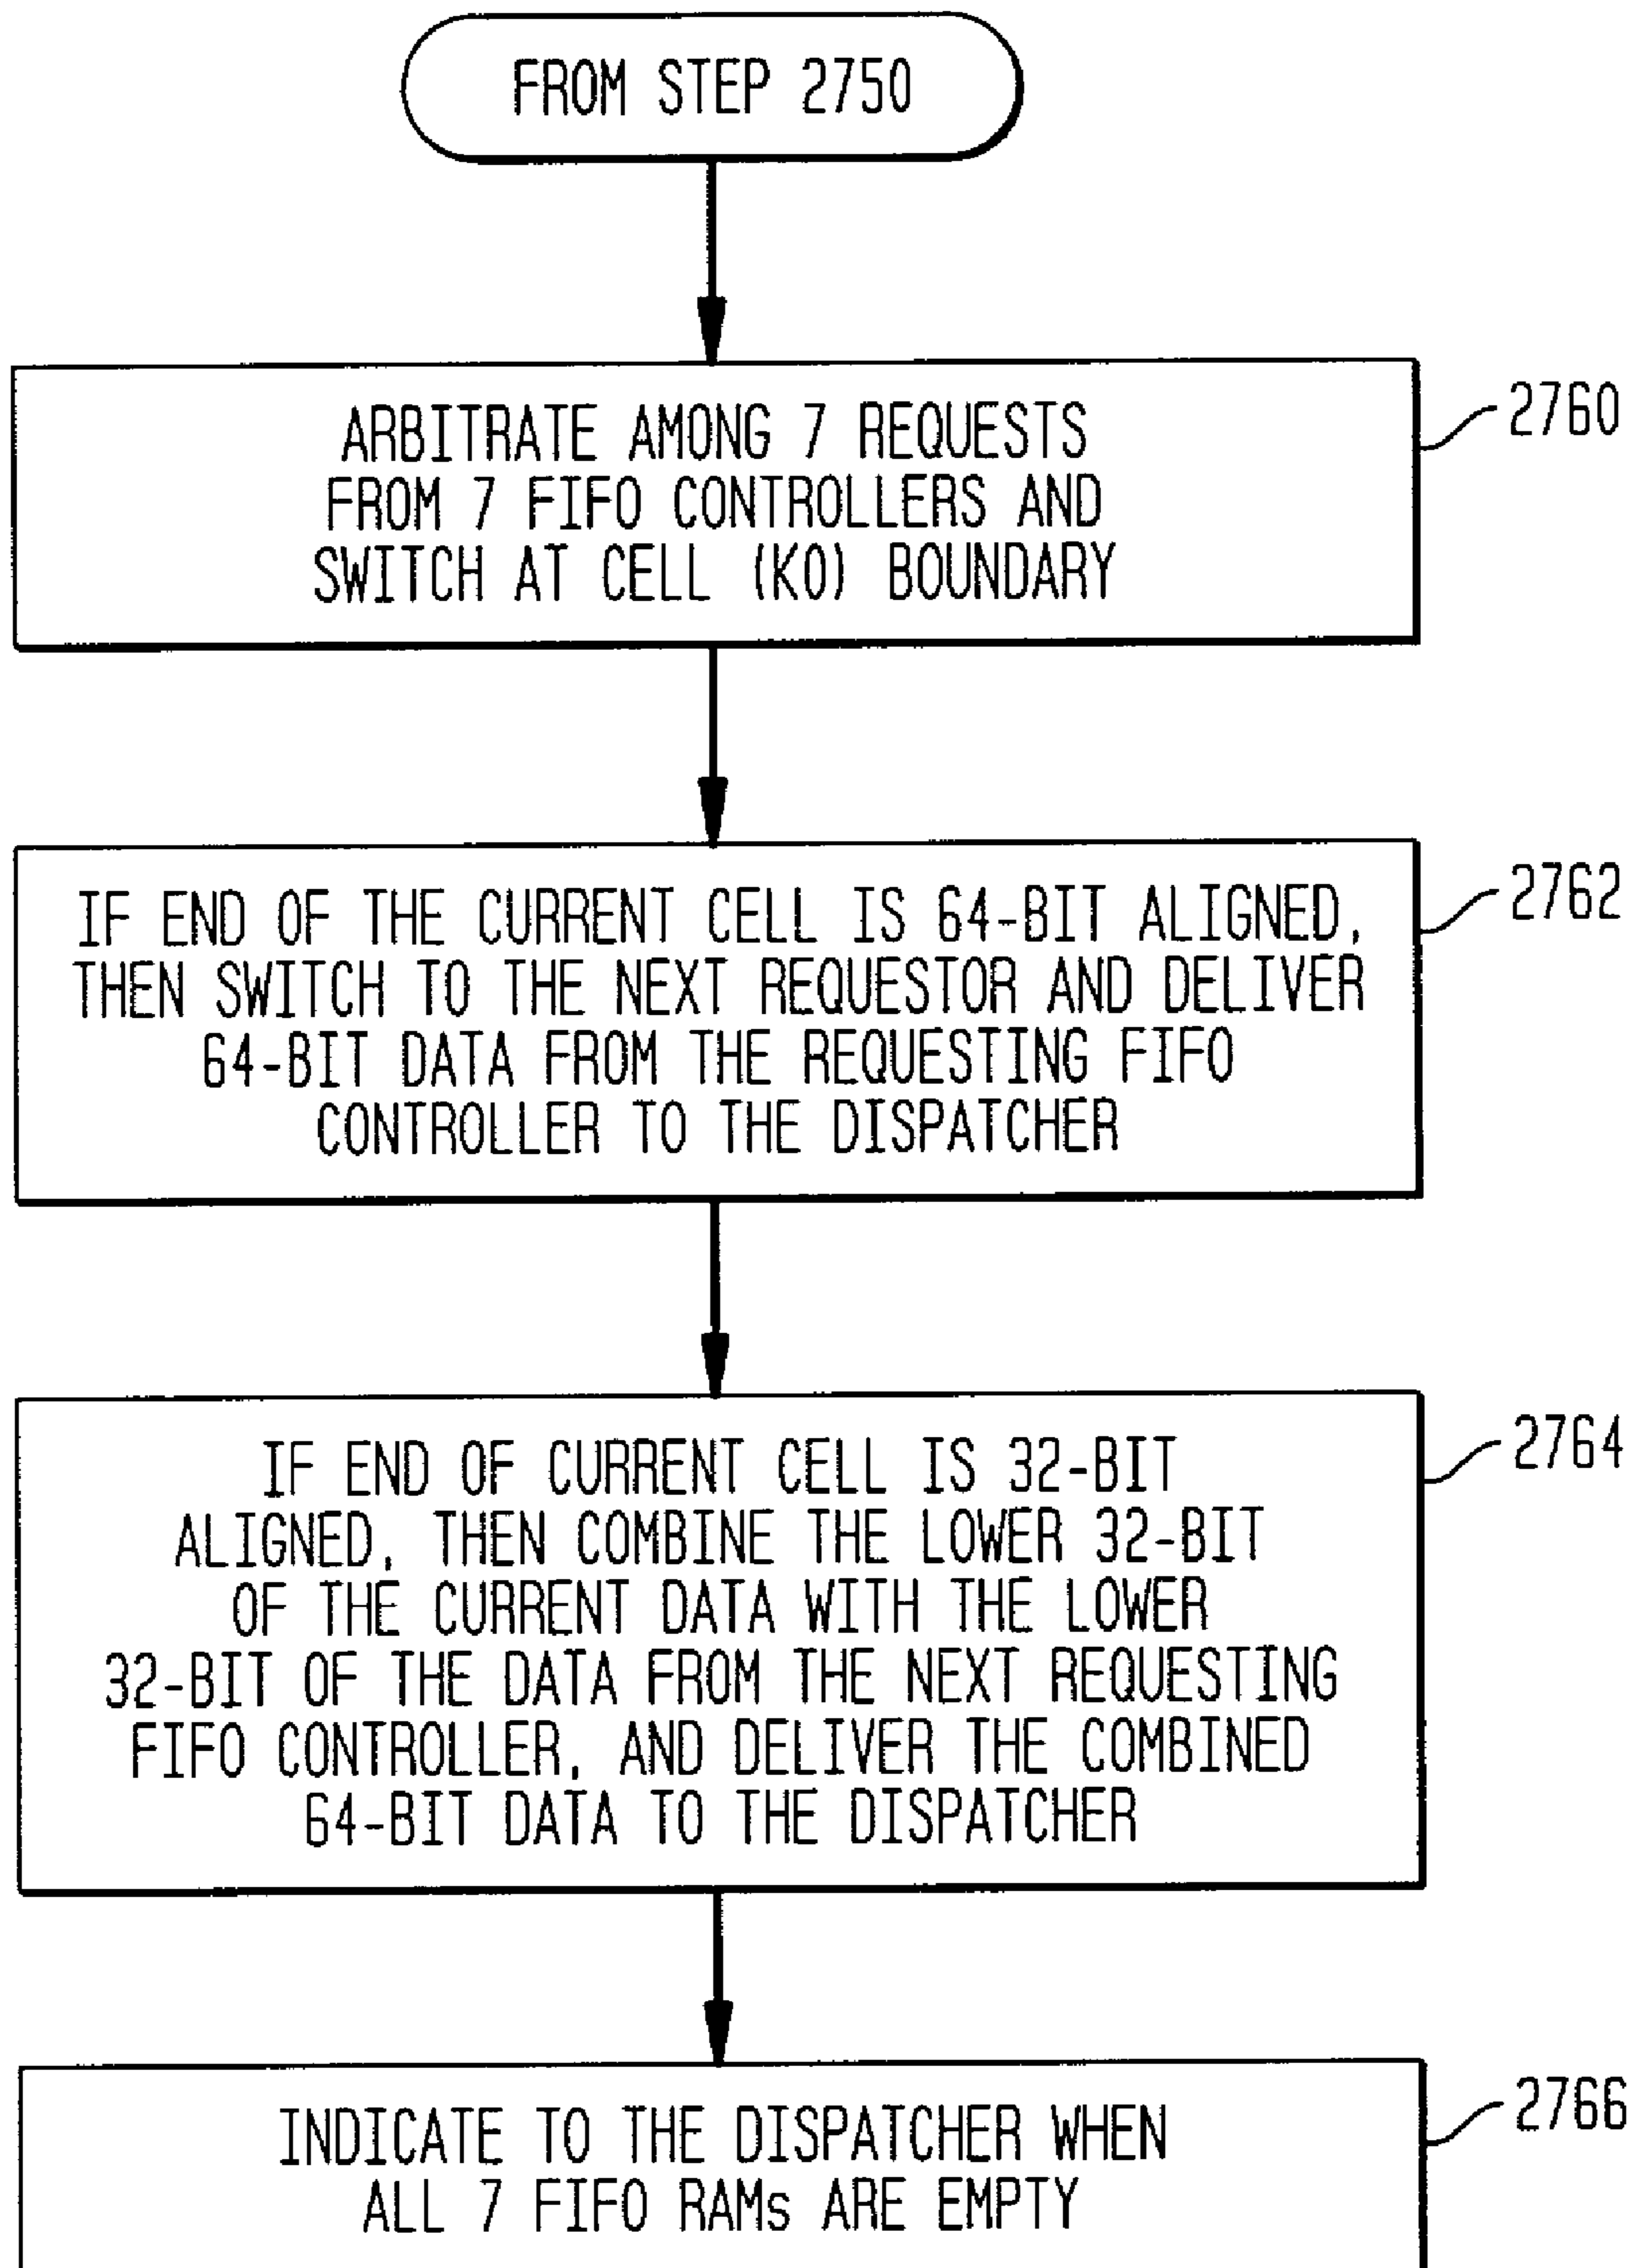 FROM STEP 2750
ARBITRATE AMONG 7 REQUESTS
FROM 7 FIFO CONTROLLERS AND
SWITCH AT CELL (K0) BOUNDARY
2760
IF END OF THE CURRENT CELL IS 64-BIT ALIGNED,
THEN SWITCH TO THE NEXT REQUESTOR AND DELIVER
64-BIT DATA FROM THE REQUESTING FIFO
CONTROLLER TO THE DISPATCHER
2762
IF END OF CURRENT CELL IS 32-BIT
ALIGNED, THEN COMBINE THE LOWER 32-BIT
OF THE CURRENT DATA WITH THE LOWER
32-BIT OF THE DATA FROM THE NEXT REQUESTING
FIFO CONTROLLER, AND DELIVER THE COMBINED
64-BIT DATA TO THE DISPATCHER
2764
INDICATE TO THE DISPATCHER WHEN
ALL 7 FIFO RAMs ARE EMPTY
2766